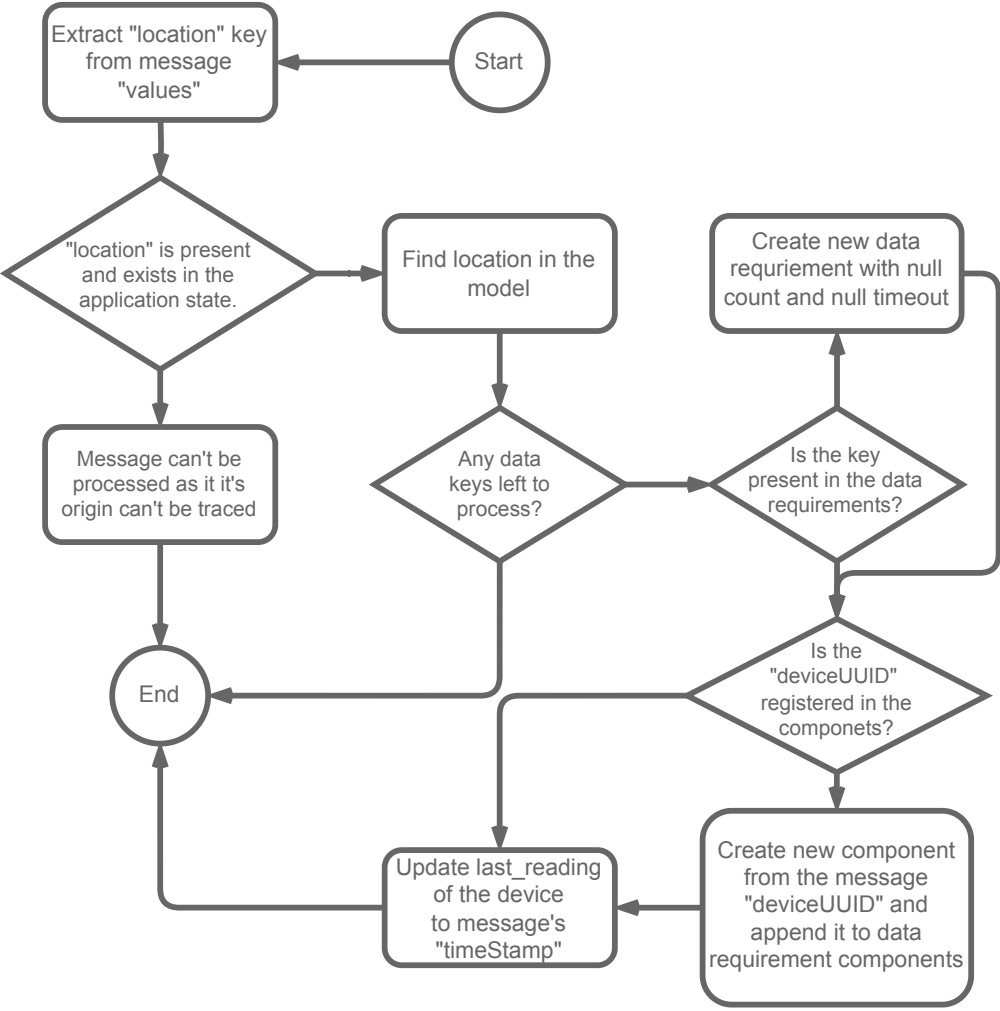 Extract "location" key
from message
"values"
Start
"location" is present
and exists in the
application state.
Find location in the
model
Create new data
requriement with null
count and null timeout
Message can't be
processed as it it's
origin can't be traced
Any data
keys left to
process?
Is the key
present in the data
requirements?
End
Is the
"deviceUUID"
registered in the
componets?
Update last_reading
of the device
to message's
"timeStamp"
Create new component
from the message
"deviceUUID" and
append it to data
requirement components